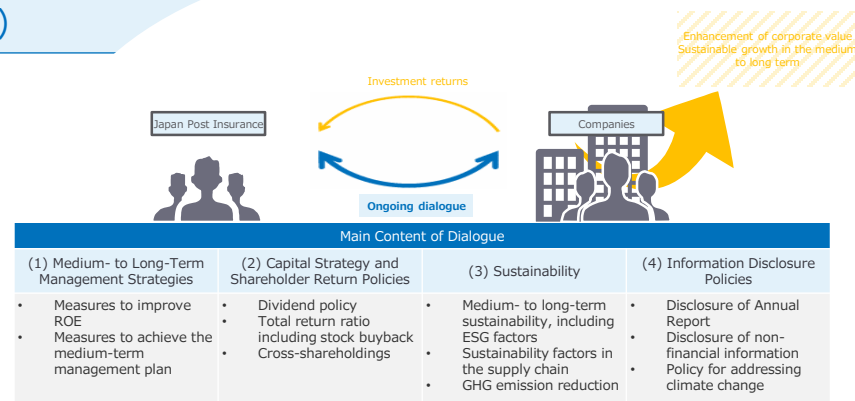 Enhancement of corporate value
Sustainable growth in the medium
to long term
Investment returns
Japan Post Insurance
Companies
Ongoing dialogue
Main Content of Dialogue
(1) Medium- to Long-Term
Management Strategies
(2) Capital Strategy and
Shareholder Return Policies
(3) Sustainability
(4) Information Disclosure
Policies
• Measures to improve
ROE
• Measures to achieve the
medium-term
management plan
• Dividend policy
• Total return ratio
including stock buyback
• Cross-shareholdings
• Medium- to long-term
sustainability, including
ESG factors
• Sustainability factors in
the supply chain
• GHG emission reduction
• Disclosure of Annual
Report
• Disclosure of non-
financial information
• Policy for addressing
climate change